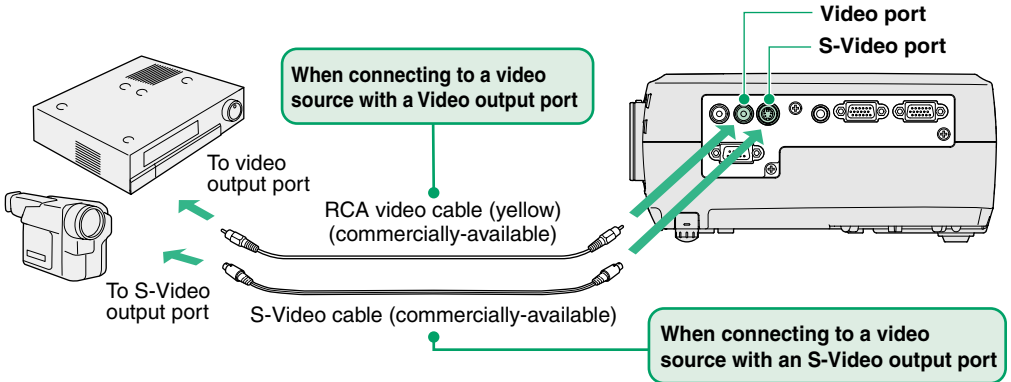 Video port
S-Video port
When connecting to a video
source with a Video output port
To video
output port
RCA video cable (yellow)
(commercially-available)
To S-Video
output port
S-Video cable (commercially-available)
When connecting to a video
source with an S-Video output port